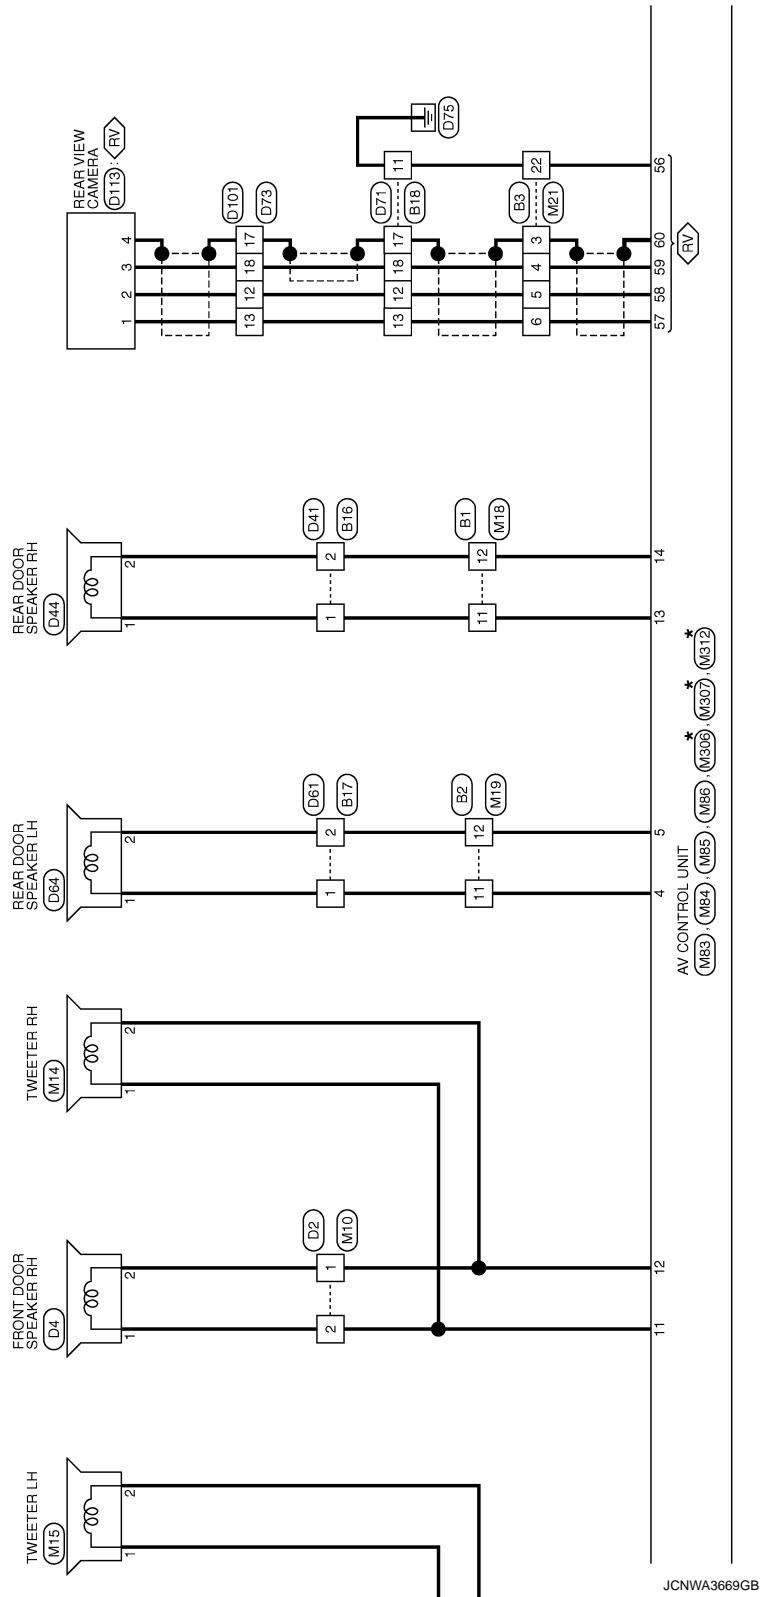 TWEETER LH
M15
1
2
FRONT DOOR
SPEAKER RH
D4
1
2
D2
M10
2
1
11
12
TWEETER RH
M14
1
2
REAR DOOR
SPEAKER LH
D64
1
2
D61
B17
1
2
B2
M19
11
12
4
5
REAR DOOR
SPEAKER RH
D44
1
2
D41
B16
1
2
B1
M18
11
12
13
14
REAR VIEW
CAMERA
D113 : RV
1
2
3
4
D101
D73
13
12
18
17
D71
B18
13
12
18
17
11
D75
B3
M21
6
5
4
3
22
57
58
59
60
56
RV
AV CONTROL UNIT
M83 , M84 , M85 , M86 , M306* , M307* , M312*
JCNWA3669GB